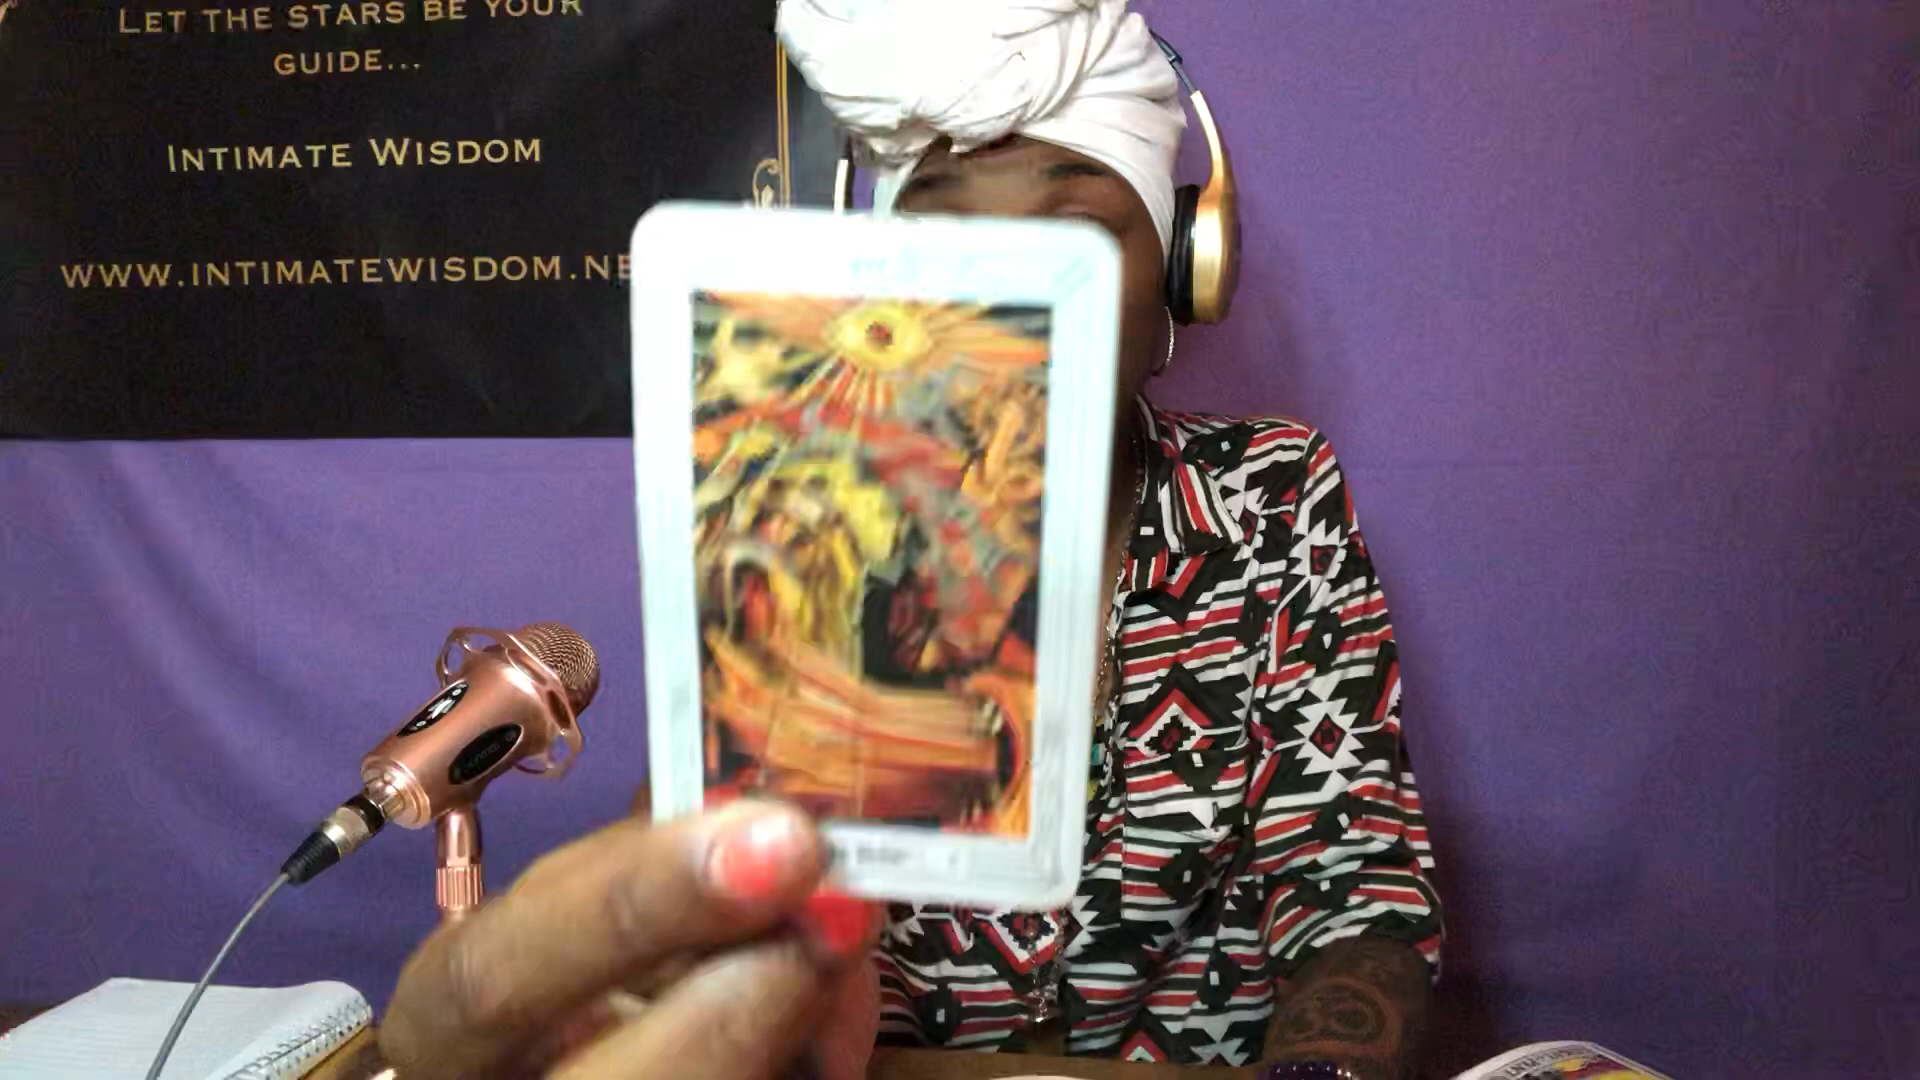 LET THE STARS BE YOUR
GUIDE...
INTIMATE WISDOM
WWW.INTIMATEWISDOM.NE